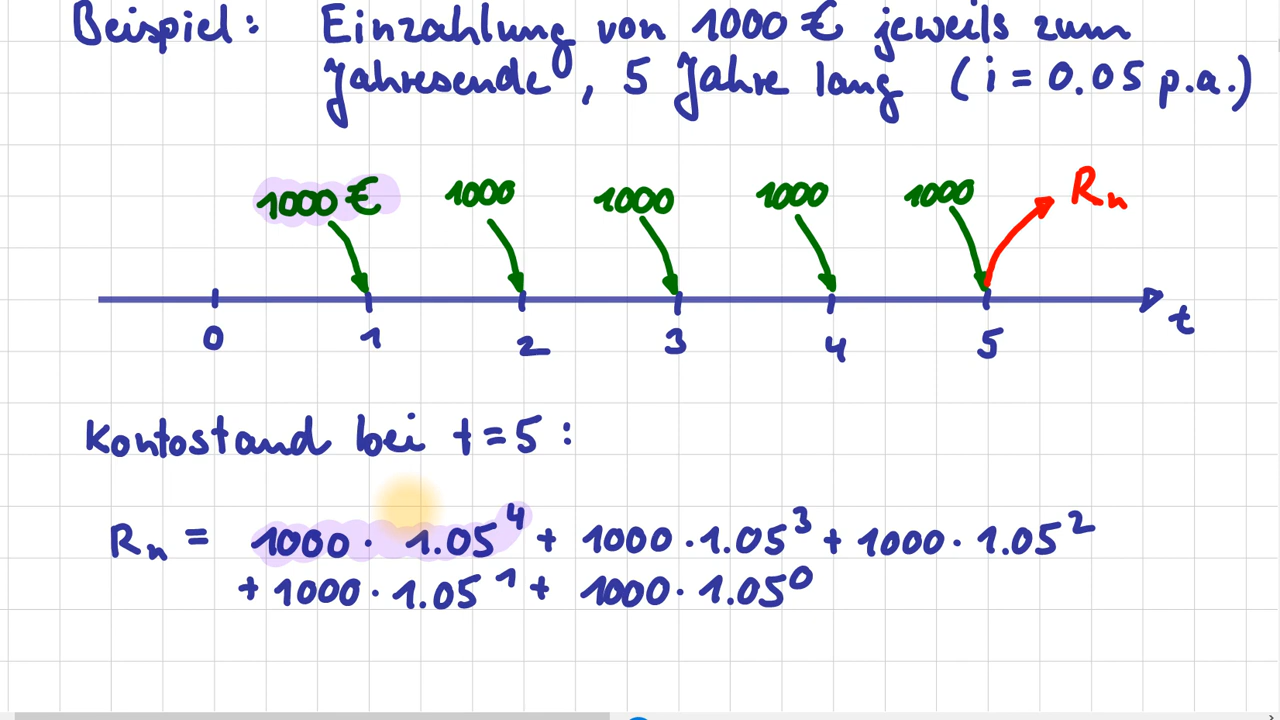 Beispiel: Einzahlung von 1000 € jeweils zum
Jahresende, 5 Jahre lang (i = 0.05 p.a.)
1000 € 1000 1000 1000 1000 Rn
0 1 2 3 4 5 t
Kontostand bei t = 5:
Rn = 1000 · 1.05⁴ + 1000 · 1.05³ + 1000 · 1.05²
+ 1000 · 1.05¹ + 1000 · 1.05⁰